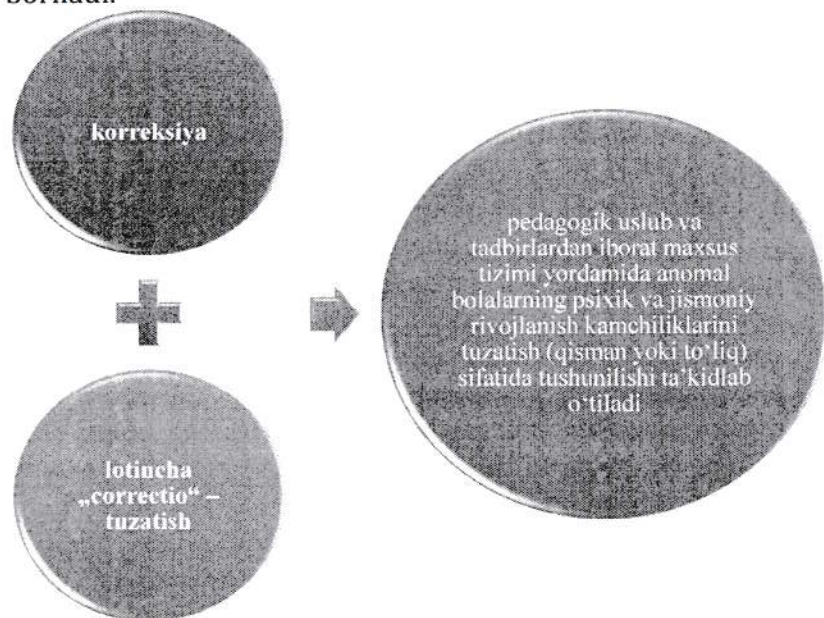 korreksiya
lotincha
„correctio“ –
tuzatish
pedagogik uslub va
tadbirlardan iborat maxsus
tizimi yordamida anomal
bolalarning psixik va jismoniy
rivojlanish kamchiliklarini
tuzatish (qisman yoki to‘liq)
sifatida tushunilishi ta’kidlab
o‘tiladi